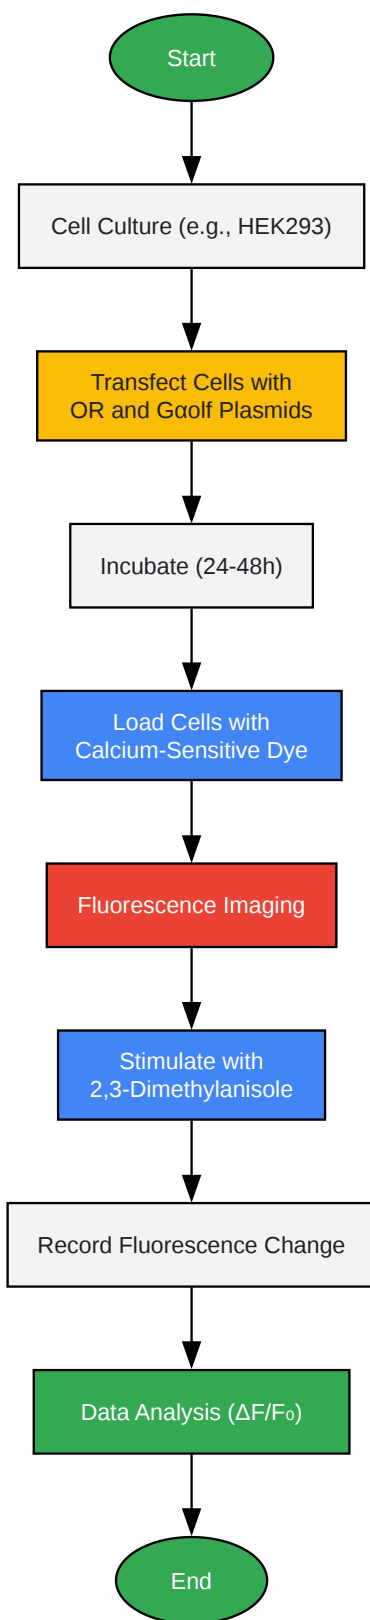 Start
Cell Culture (e.g., HEK293)
Transfect Cells with
OR and Gαolf Plasmids
Incubate (24-48h)
Load Cells with
Calcium-Sensitive Dye
Fluorescence Imaging
Stimulate with
2,3-Dimethylanisole
Record Fluorescence Change
Data Analysis (ΔF/F₀)
End